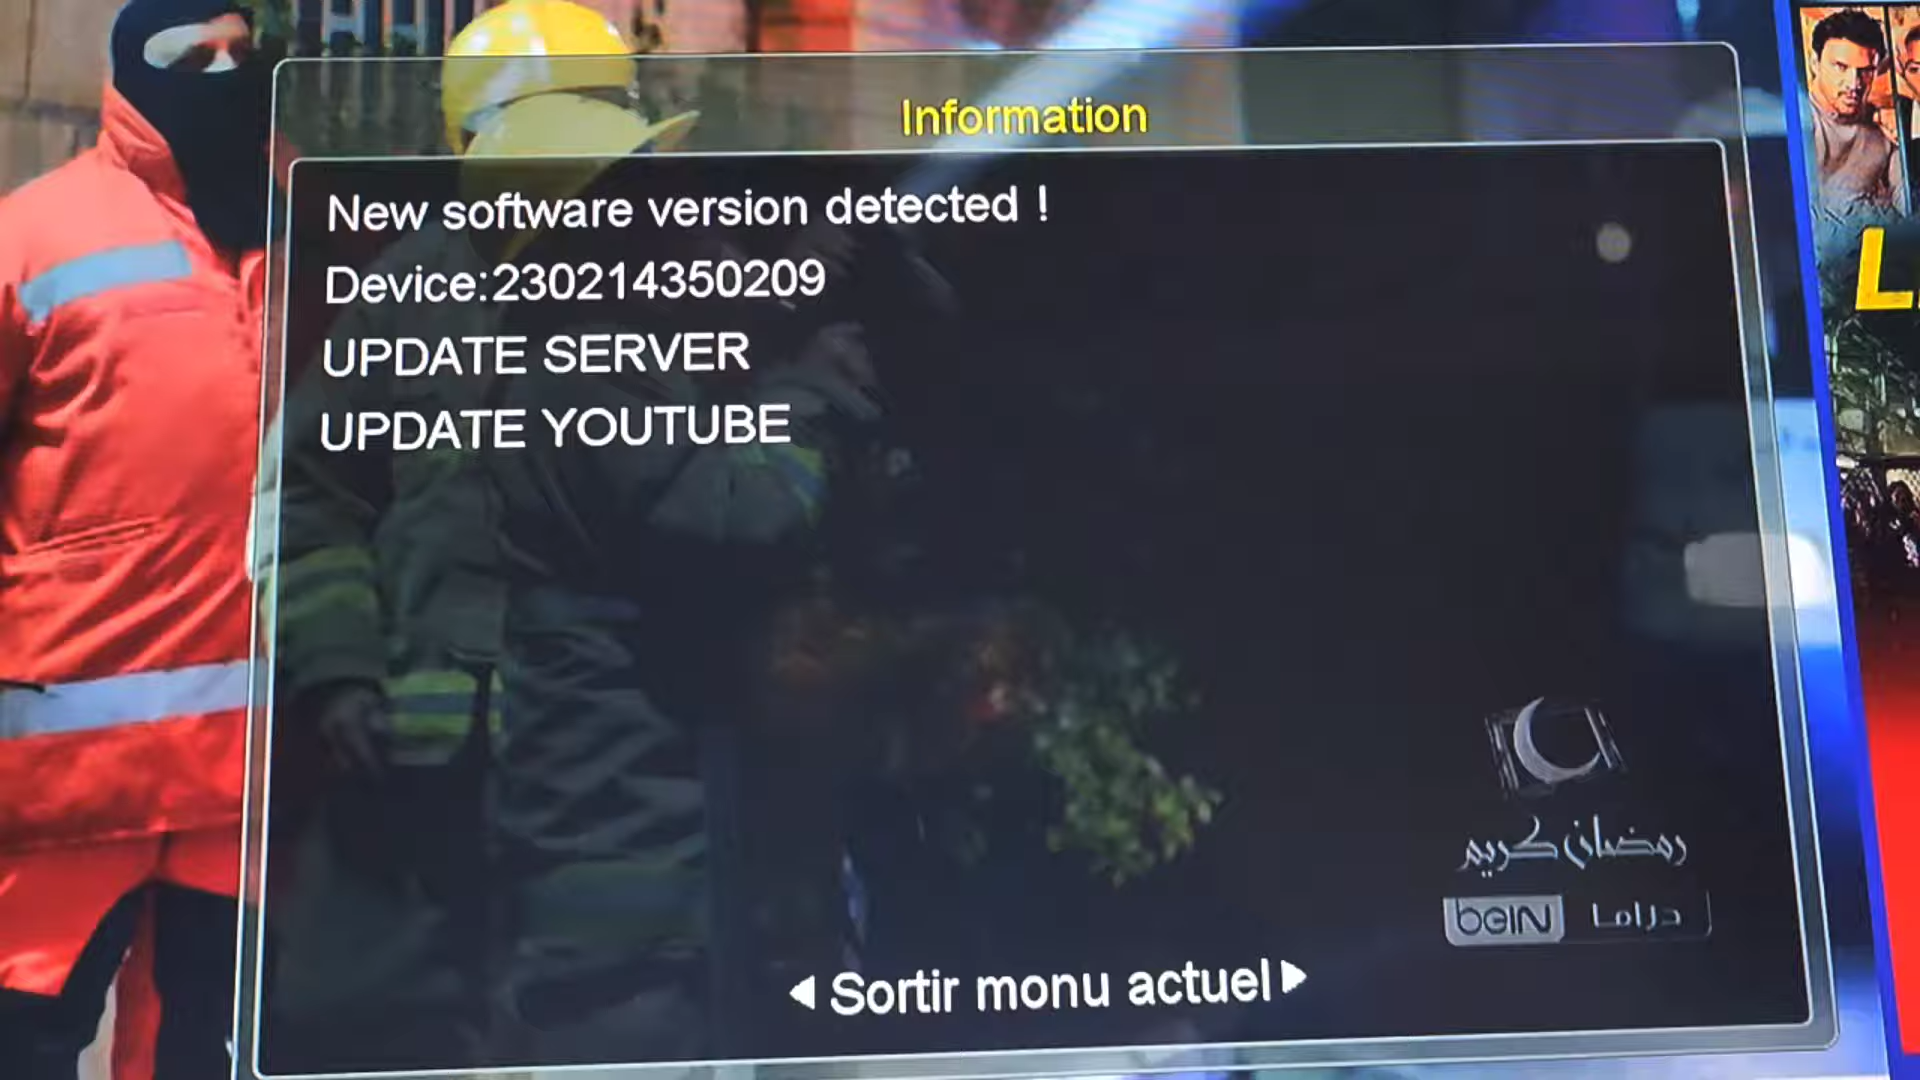 Information
New software version detected !
Device:230214350209
UPDATE SERVER
UPDATE YOUTUBE
L
رمضان كريم
beIN دراما
Sortir monu actuel